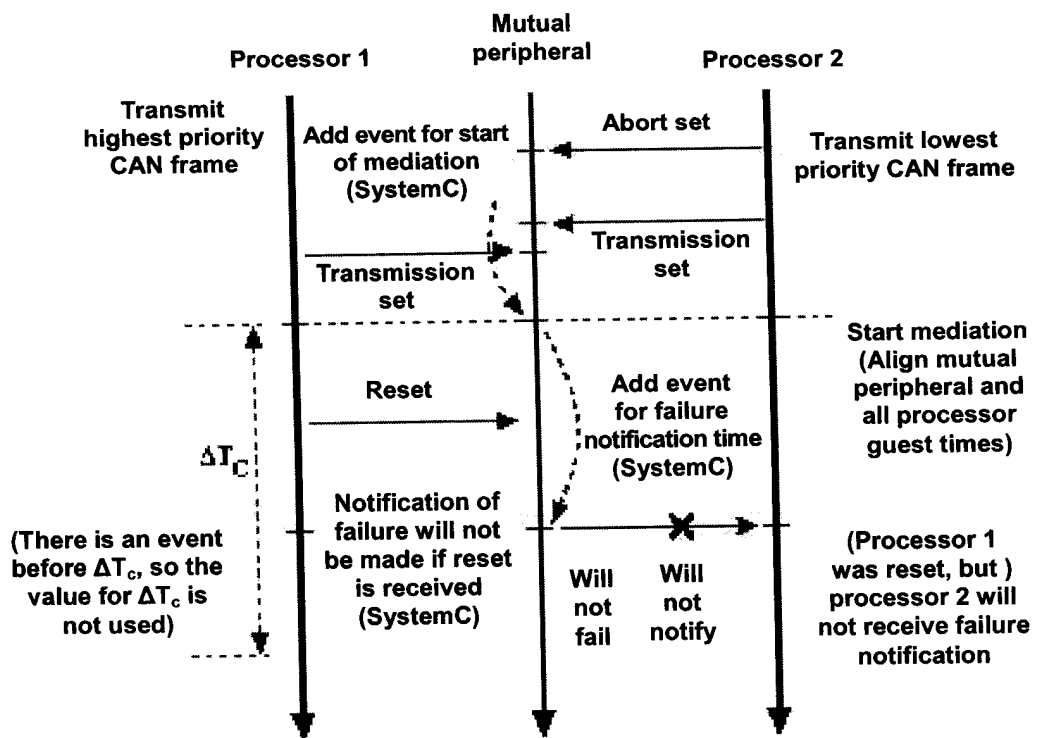 Mutual
peripheral
Processor 1
Processor 2
Transmit
highest priority
CAN frame
Add event for start
of mediation
(SystemC)
Abort set
Transmit lowest
priority CAN frame
Transmission
set
Transmission
set
Start mediation
(Align mutual
peripheral and
all processor
guest times)
Reset
Add event
for failure
notification time
(SystemC)
ΔTC
Notification of
failure will not
be made if reset
is received
(SystemC)
(There is an event
before ΔTc, so the
value for ΔTc is
not used)
Will
not
fail
Will
not
notify
(Processor 1
was reset, but )
processor 2 will
not receive failure
notification